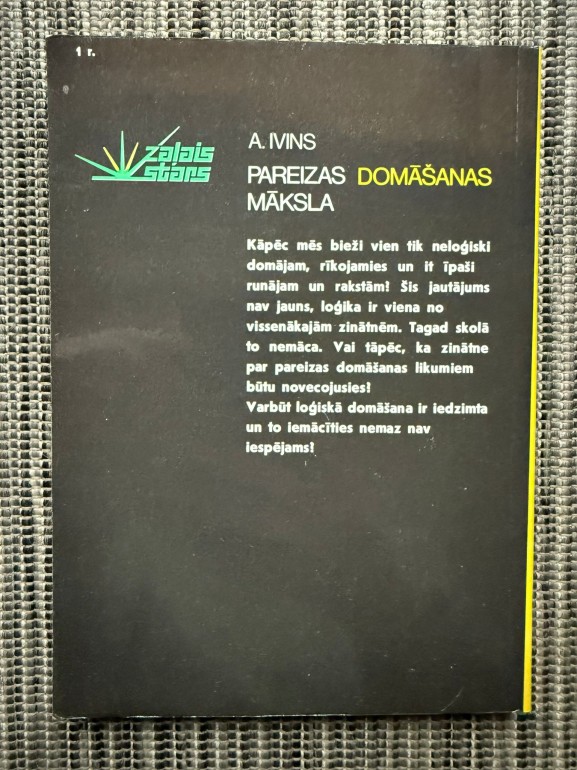 1 r.
zaļais
stars
A. IVINS
PAREIZAS DOMĀŠANAS
MĀKSLA
Kāpēc mēs bieži vien tik neloģiski
domājam, rīkojamies un it īpaši
runājam un rakstām! Šis jautājums
nav jauns, loģika ir viena no
vissenākajām zinātnēm. Tagad skolā
to nemāca. Vai tāpēc, ka zinātne
par pareizas domāšanas likumiem
būtu novecojusies!
Varbūt loģiskā domāšana ir iedzimta
un to iemācīties nemaz nav
iespējams!